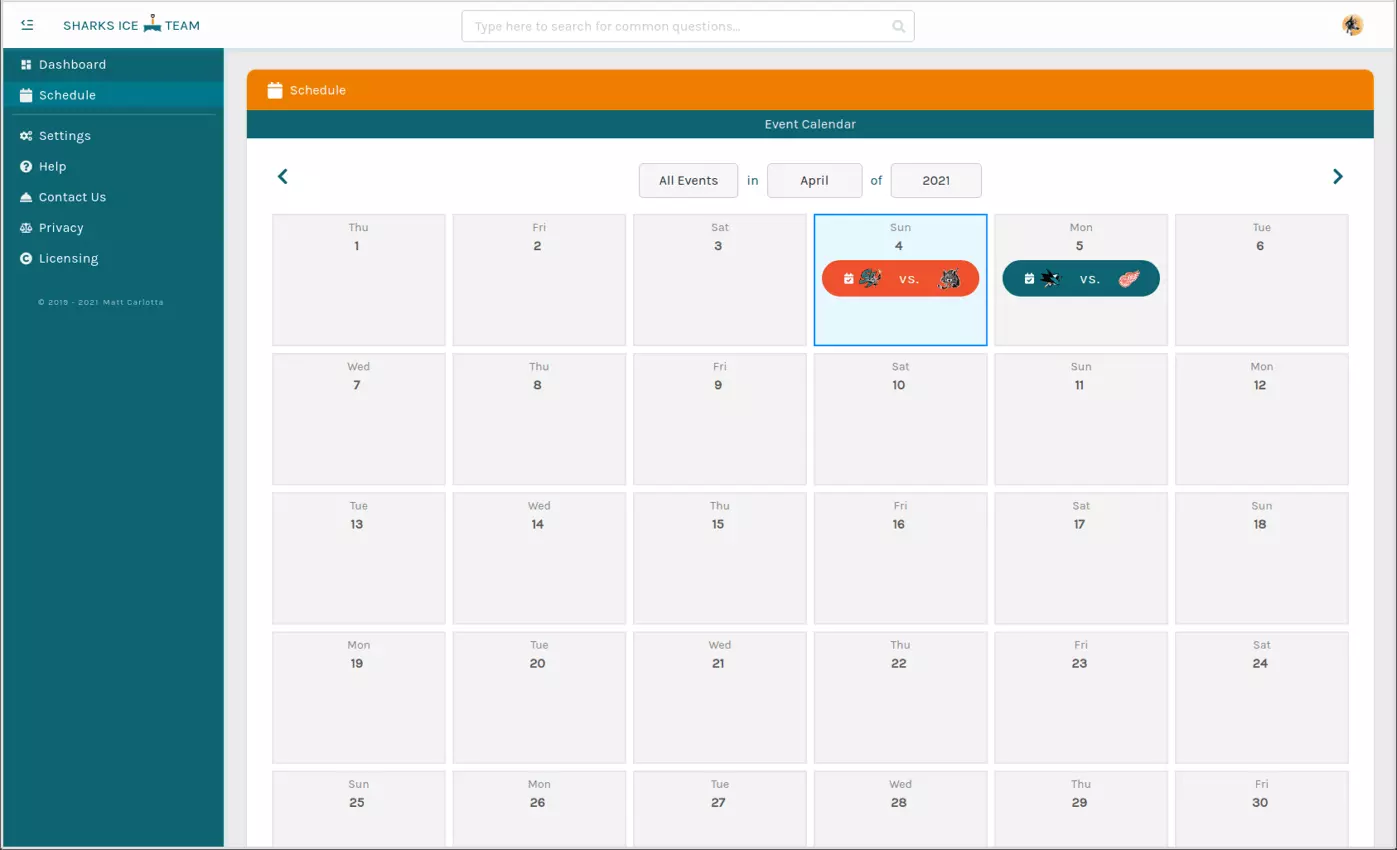 SHARKS ICE TEAM
Type here to search for common questions...
Dashboard
Schedule
Settings
Help
Contact Us
Privacy
Licensing
© 2019 - 2021 Matt Carlotta
Schedule
Event Calendar
All Events in April of 2021
Thu Fri Sat Sun Mon Tue
1 2 3 4 5 6
vs. vs.
Wed Thu Fri Sat Sun Mon
7 8 9 10 11 12
Tue Wed Thu Fri Sat Sun
13 14 15 16 17 18
Mon Tue Wed Thu Fri Sat
19 20 21 22 23 24
Sun Mon Tue Wed Thu Fri
25 26 27 28 29 30